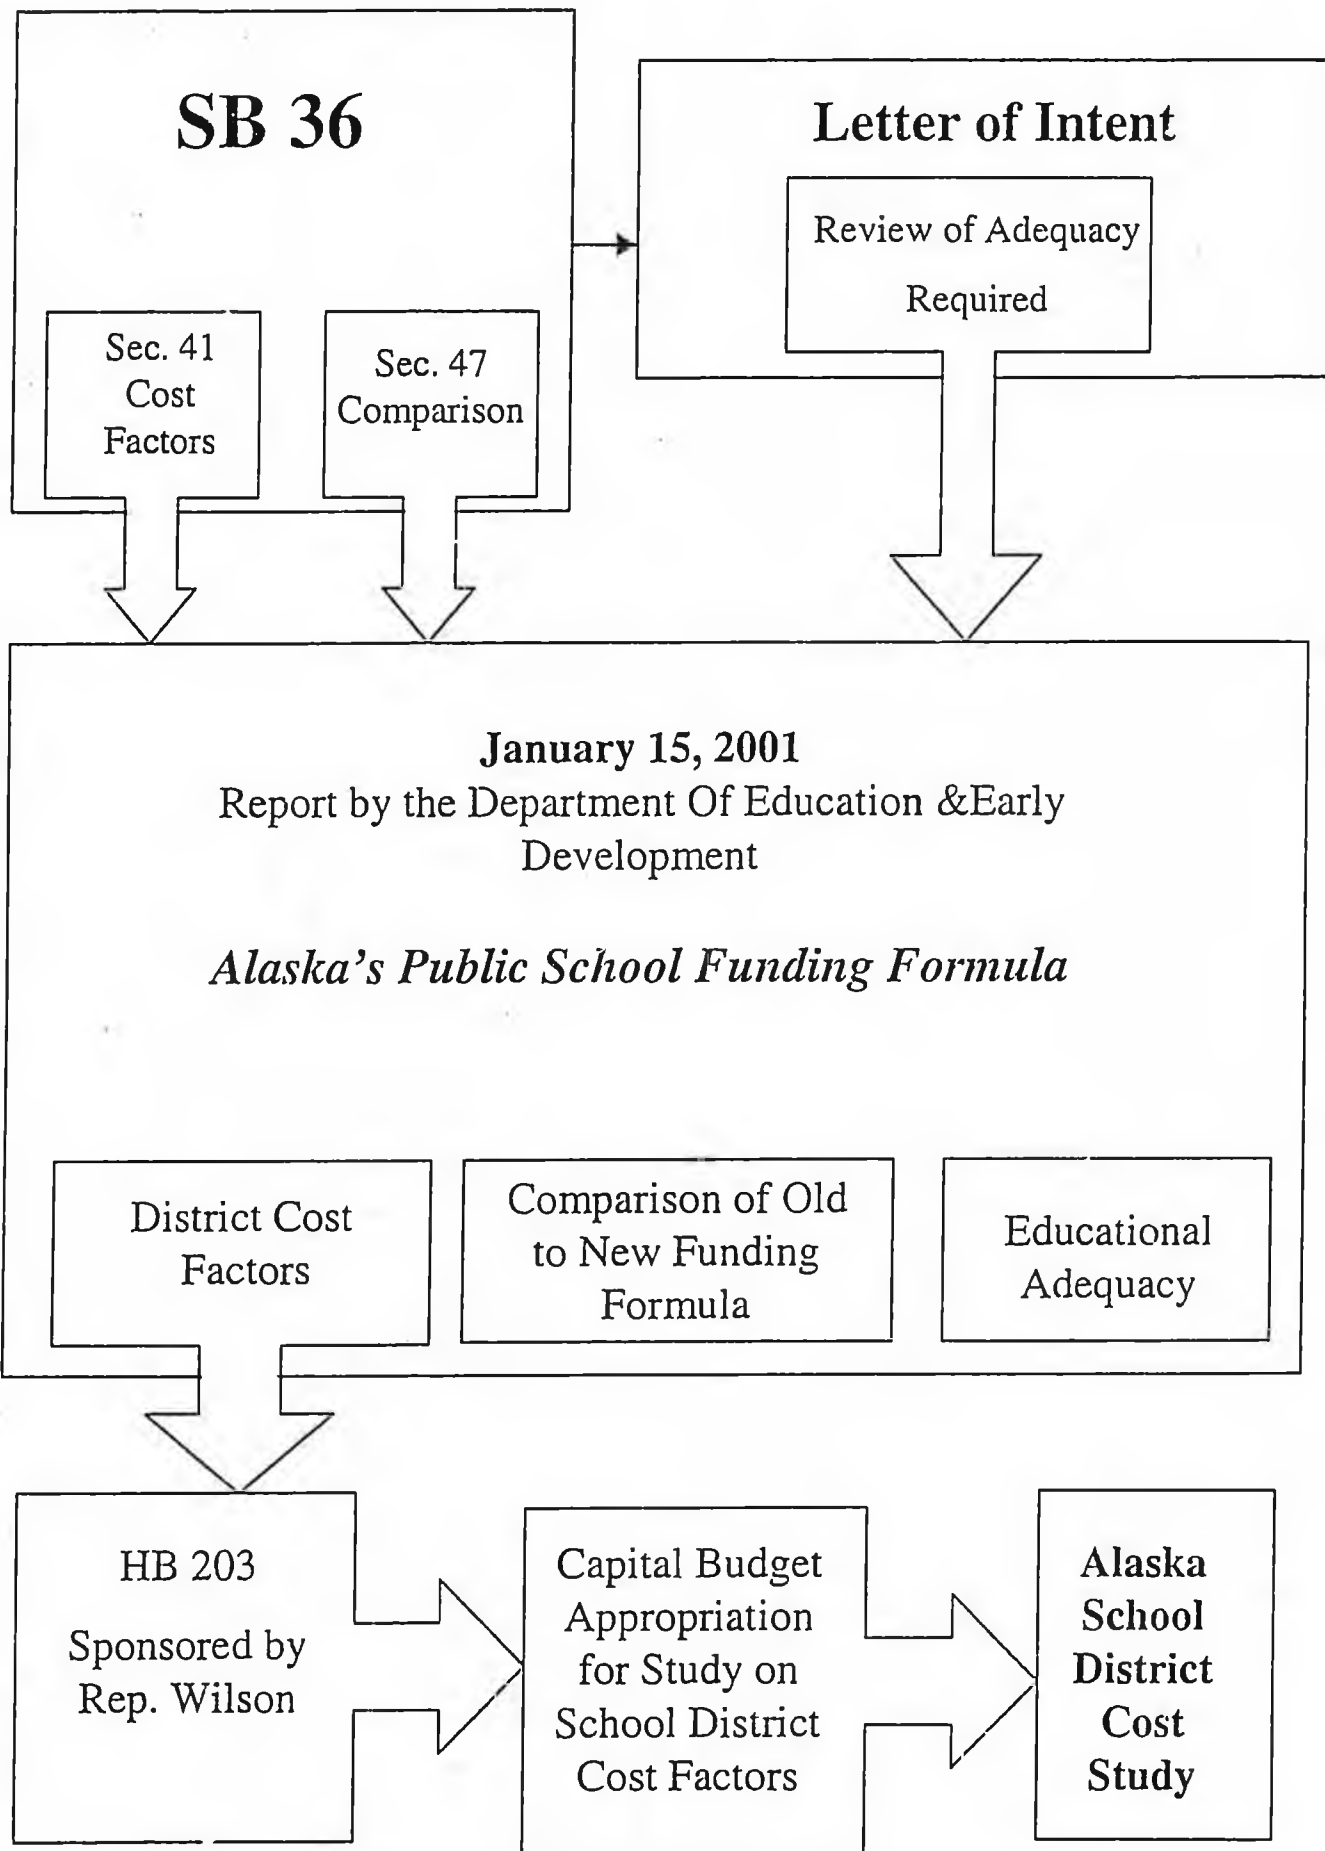 SB 36
Sec. 41
Cost
Factors
Sec. 47
Comparison
Letter of Intent
Review of Adequacy
Required
January 15, 2001
Report by the Department Of Education &Early
Development
Alaska's Public School Funding Formula
District Cost
Factors
Comparison of Old
to New Funding
Formula
Educational
Adequacy
HB 203
Sponsored by
Rep. Wilson
Capital Budget
Appropriation
for Study on
School District
Cost Factors
Alaska
School
District
Cost
Study